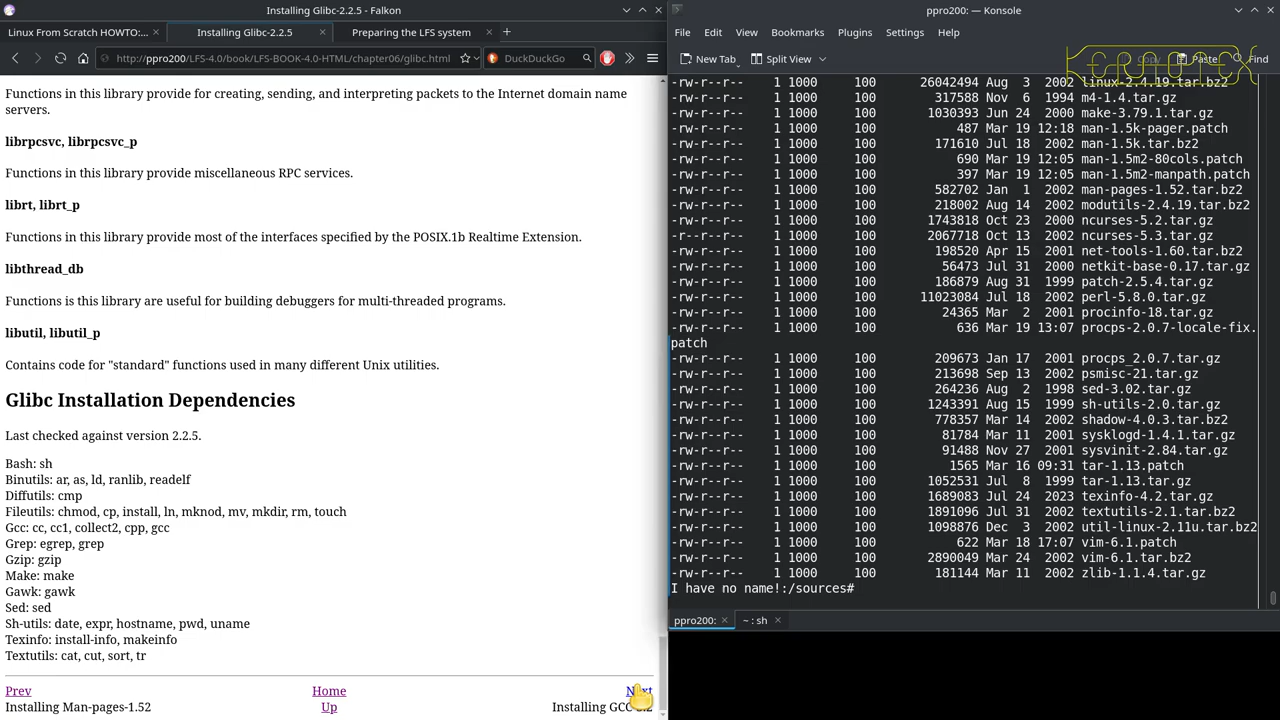 Installing Glibc-2.2.5 - Falkon
Linux From Scratch HOWTO:...
Installing Glibc-2.2.5
Preparing the LFS system
http://ppro200/LFS-4.0/book/LFS-BOOK-4.0-HTML/chapter06/glibc.html
DuckDuckGo
Functions in this library provide for creating, sending, and interpreting packets to the Internet domain name
servers.
librpcsvc, librpcsvc_p
Functions in this library provide miscellaneous RPC services.
librt, librt_p
Functions in this library provide most of the interfaces specified by the POSIX.1b Realtime Extension.
libthread_db
Functions is this library are useful for building debuggers for multi-threaded programs.
libutil, libutil_p
Contains code for "standard" functions used in many different Unix utilities.
Glibc Installation Dependencies
Last checked against version 2.2.5.
Bash: sh
Binutils: ar, as, ld, ranlib, readelf
Diffutils: cmp
Fileutils: chmod, cp, install, ln, mknod, mv, mkdir, rm, touch
Gcc: cc, cc1, collect2, cpp, gcc
Grep: egrep, grep
Gzip: gzip
Make: make
Gawk: gawk
Sed: sed
Sh-utils: date, expr, hostname, pwd, uname
Texinfo: install-info, makeinfo
Textutils: cat, cut, sort, tr
Prev Home Next
Installing Man-pages-1.52 Up Installing GCC-3.2
ppro200: — Konsole
File Edit View Bookmarks Plugins Settings Help
New Tab Split View Copy Paste Find
-rw-r--r-- 1 1000 100 26042494 Aug 3 2002 linux-2.4.19.tar.bz2
-rw-r--r-- 1 1000 100 317588 Nov 6 1994 m4-1.4.tar.gz
-rw-r--r-- 1 1000 100 1030393 Jun 24 2000 make-3.79.1.tar.gz
-rw-r--r-- 1 1000 100 487 Mar 19 12:18 man-1.5k-pager.patch
-rw-r--r-- 1 1000 100 171610 Jul 18 2002 man-1.5k.tar.bz2
-rw-r--r-- 1 1000 100 690 Mar 19 12:05 man-1.5m2-80cols.patch
-rw-r--r-- 1 1000 100 397 Mar 19 12:05 man-1.5m2-manpath.patch
-rw-r--r-- 1 1000 100 582702 Jan 1 2002 man-pages-1.52.tar.bz2
-rw-r--r-- 1 1000 100 218002 Aug 14 2002 modutils-2.4.19.tar.bz2
-rw-r--r-- 1 1000 100 1743818 Oct 23 2000 ncurses-5.2.tar.gz
-r--r--r-- 1 1000 100 2067718 Oct 13 2002 ncurses-5.3.tar.gz
-rw-r--r-- 1 1000 100 198520 Apr 15 2001 net-tools-1.60.tar.bz2
-rw-r--r-- 1 1000 100 56473 Jul 31 2000 netkit-base-0.17.tar.gz
-rw-r--r-- 1 1000 100 186879 Aug 31 1999 patch-2.5.4.tar.gz
-rw-r--r-- 1 1000 100 11023084 Jul 18 2002 perl-5.8.0.tar.gz
-rw-r--r-- 1 1000 100 24365 Mar 2 2001 procinfo-18.tar.gz
-rw-r--r-- 1 1000 100 636 Mar 19 13:07 procps-2.0.7-locale-fix.
patch
-rw-r--r-- 1 1000 100 209673 Jan 17 2001 procps_2.0.7.tar.gz
-rw-r--r-- 1 1000 100 213698 Sep 13 2002 psmisc-21.tar.gz
-rw-r--r-- 1 1000 100 264236 Aug 2 1998 sed-3.02.tar.gz
-rw-r--r-- 1 1000 100 1243391 Aug 15 1999 sh-utils-2.0.tar.gz
-rw-r--r-- 1 1000 100 778357 Mar 14 2002 shadow-4.0.3.tar.bz2
-rw-r--r-- 1 1000 100 81784 Mar 11 2001 sysklogd-1.4.1.tar.gz
-rw-r--r-- 1 1000 100 91488 Nov 27 2001 sysvinit-2.84.tar.gz
-rw-r--r-- 1 1000 100 1565 Mar 16 09:31 tar-1.13.patch
-rw-r--r-- 1 1000 100 1052531 Jul 8 1999 tar-1.13.tar.gz
-rw-r--r-- 1 1000 100 1689083 Jul 24 2023 texinfo-4.2.tar.gz
-rw-r--r-- 1 1000 100 1891096 Jul 31 2002 textutils-2.1.tar.bz2
-rw-r--r-- 1 1000 100 1098876 Dec 3 2002 util-linux-2.11u.tar.bz2
-rw-r--r-- 1 1000 100 622 Mar 18 17:07 vim-6.1.patch
-rw-r--r-- 1 1000 100 2890049 Mar 24 2002 vim-6.1.tar.bz2
-rw-r--r-- 1 1000 100 181144 Mar 11 2002 zlib-1.1.4.tar.gz
I have no name!:/sources#
ppro200:
~ : sh